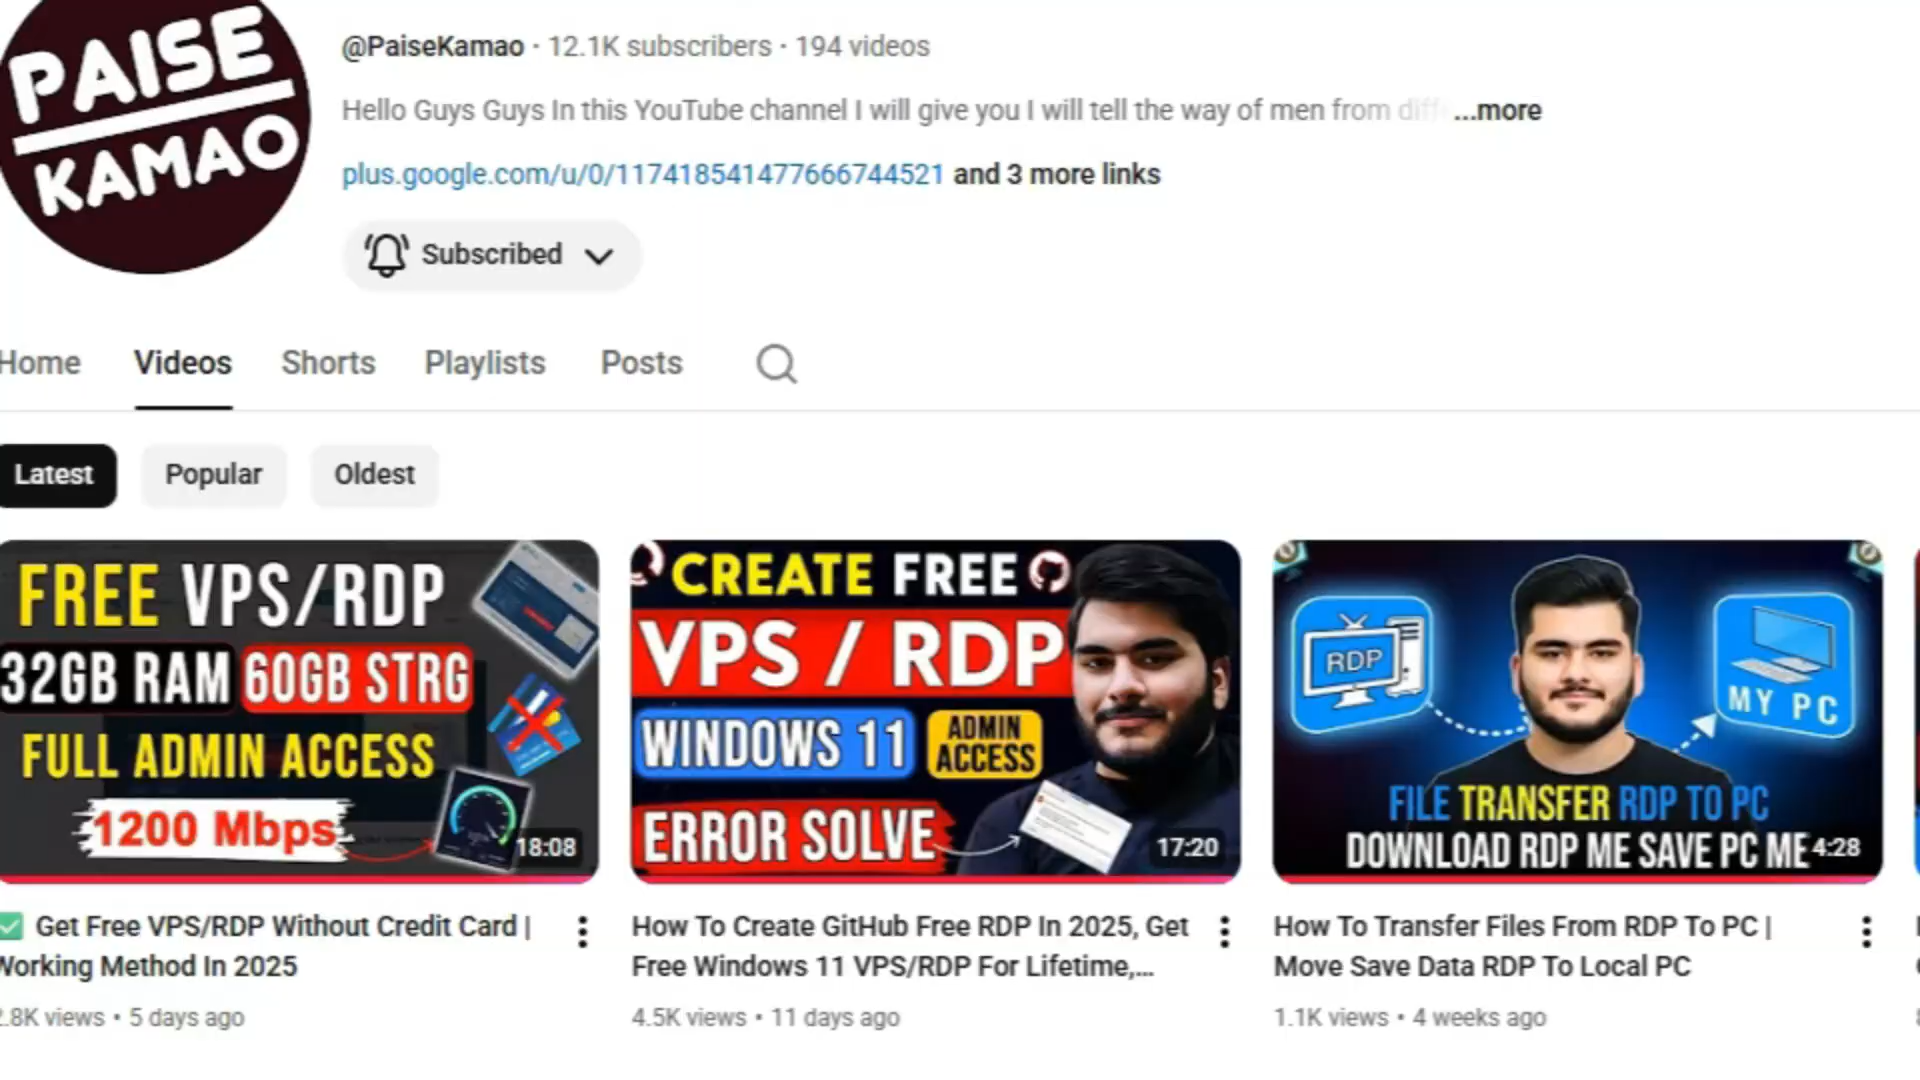 PAISE
KAMAO
@PaiseKamao · 12.1K subscribers · 194 videos
Hello Guys Guys In this YouTube channel I will give you I will tell the way of men from diff ...more
plus.google.com/u/0/117418541477666744521 and 3 more links
Subscribed
Home Videos Shorts Playlists Posts
Latest Popular Oldest
FREE VPS/RDP
32GB RAM 60GB STRG
FULL ADMIN ACCESS
1200 Mbps
18:08
CREATE FREE
VPS / RDP
WINDOWS 11 ADMIN ACCESS
ERROR SOLVE
17:20
RDP
MY PC
FILE TRANSFER RDP TO PC
DOWNLOAD RDP ME SAVE PC ME
4:28
Get Free VPS/RDP Without Credit Card |
Working Method In 2025
2.8K views • 5 days ago
How To Create GitHub Free RDP In 2025, Get
Free Windows 11 VPS/RDP For Lifetime,...
4.5K views • 11 days ago
How To Transfer Files From RDP To PC |
Move Save Data RDP To Local PC
1.1K views • 4 weeks ago